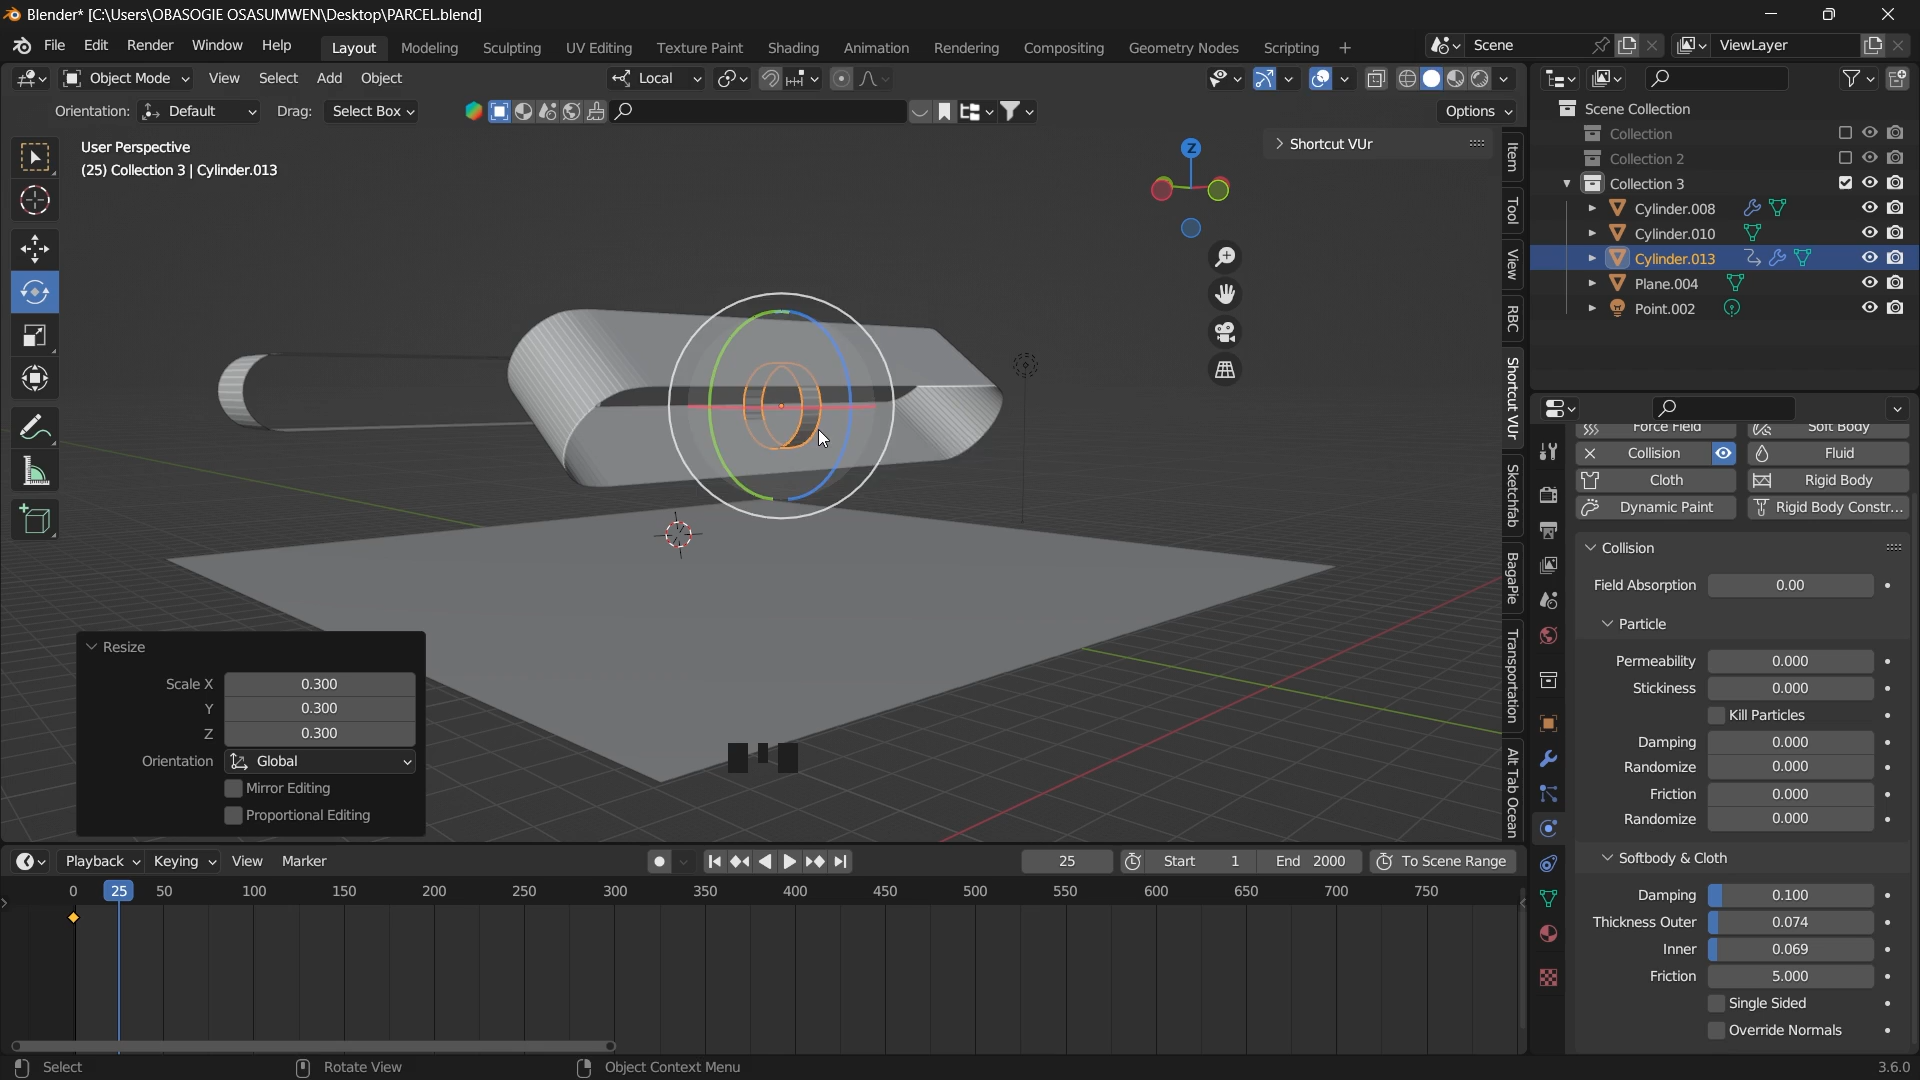 Blender* [C:\Users\OBASOGIE OSASUMWEN\Desktop\PARCEL.blend]
File Edit Render Window Help Layout Modeling Sculpting UV Editing Texture Paint Shading Animation Rendering Compositing Geometry Nodes Scripting + Scene ViewLayer
Object Mode View Select Add Object Local
Orientation: Default Drag: Select Box Options
User Perspective
(25) Collection 3 | Cylinder.013
Shortcut VUr
Z
Item
Tool
View
RBC
Shortcut VUr
Sketchfab
BagaPie
Transportation
Alt Tab Ocean
Scene Collection
Collection
Collection 2
Collection 3
Cylinder.008
Cylinder.010
Cylinder.013
Plane.004
Point.002
Force Field Soft Body
Collision Fluid
Cloth Rigid Body
Dynamic Paint Rigid Body Constr...
Collision
Field Absorption 0.00
Particle
Permeability 0.000
Stickiness 0.000
Kill Particles
Damping 0.000
Randomize 0.000
Friction 0.000
Randomize 0.000
Softbody & Cloth
Damping 0.100
Thickness Outer 0.074
Inner 0.069
Friction 5.000
Single Sided
Override Normals
Resize
Scale X 0.300
Y 0.300
Z 0.300
Orientation Global
Mirror Editing
Proportional Editing
Playback Keying View Marker 25 Start 1 End 2000 To Scene Range
0 25 50 100 150 200 250 300 350 400 450 500 550 600 650 700 750
Select Rotate View Object Context Menu 3.6.0